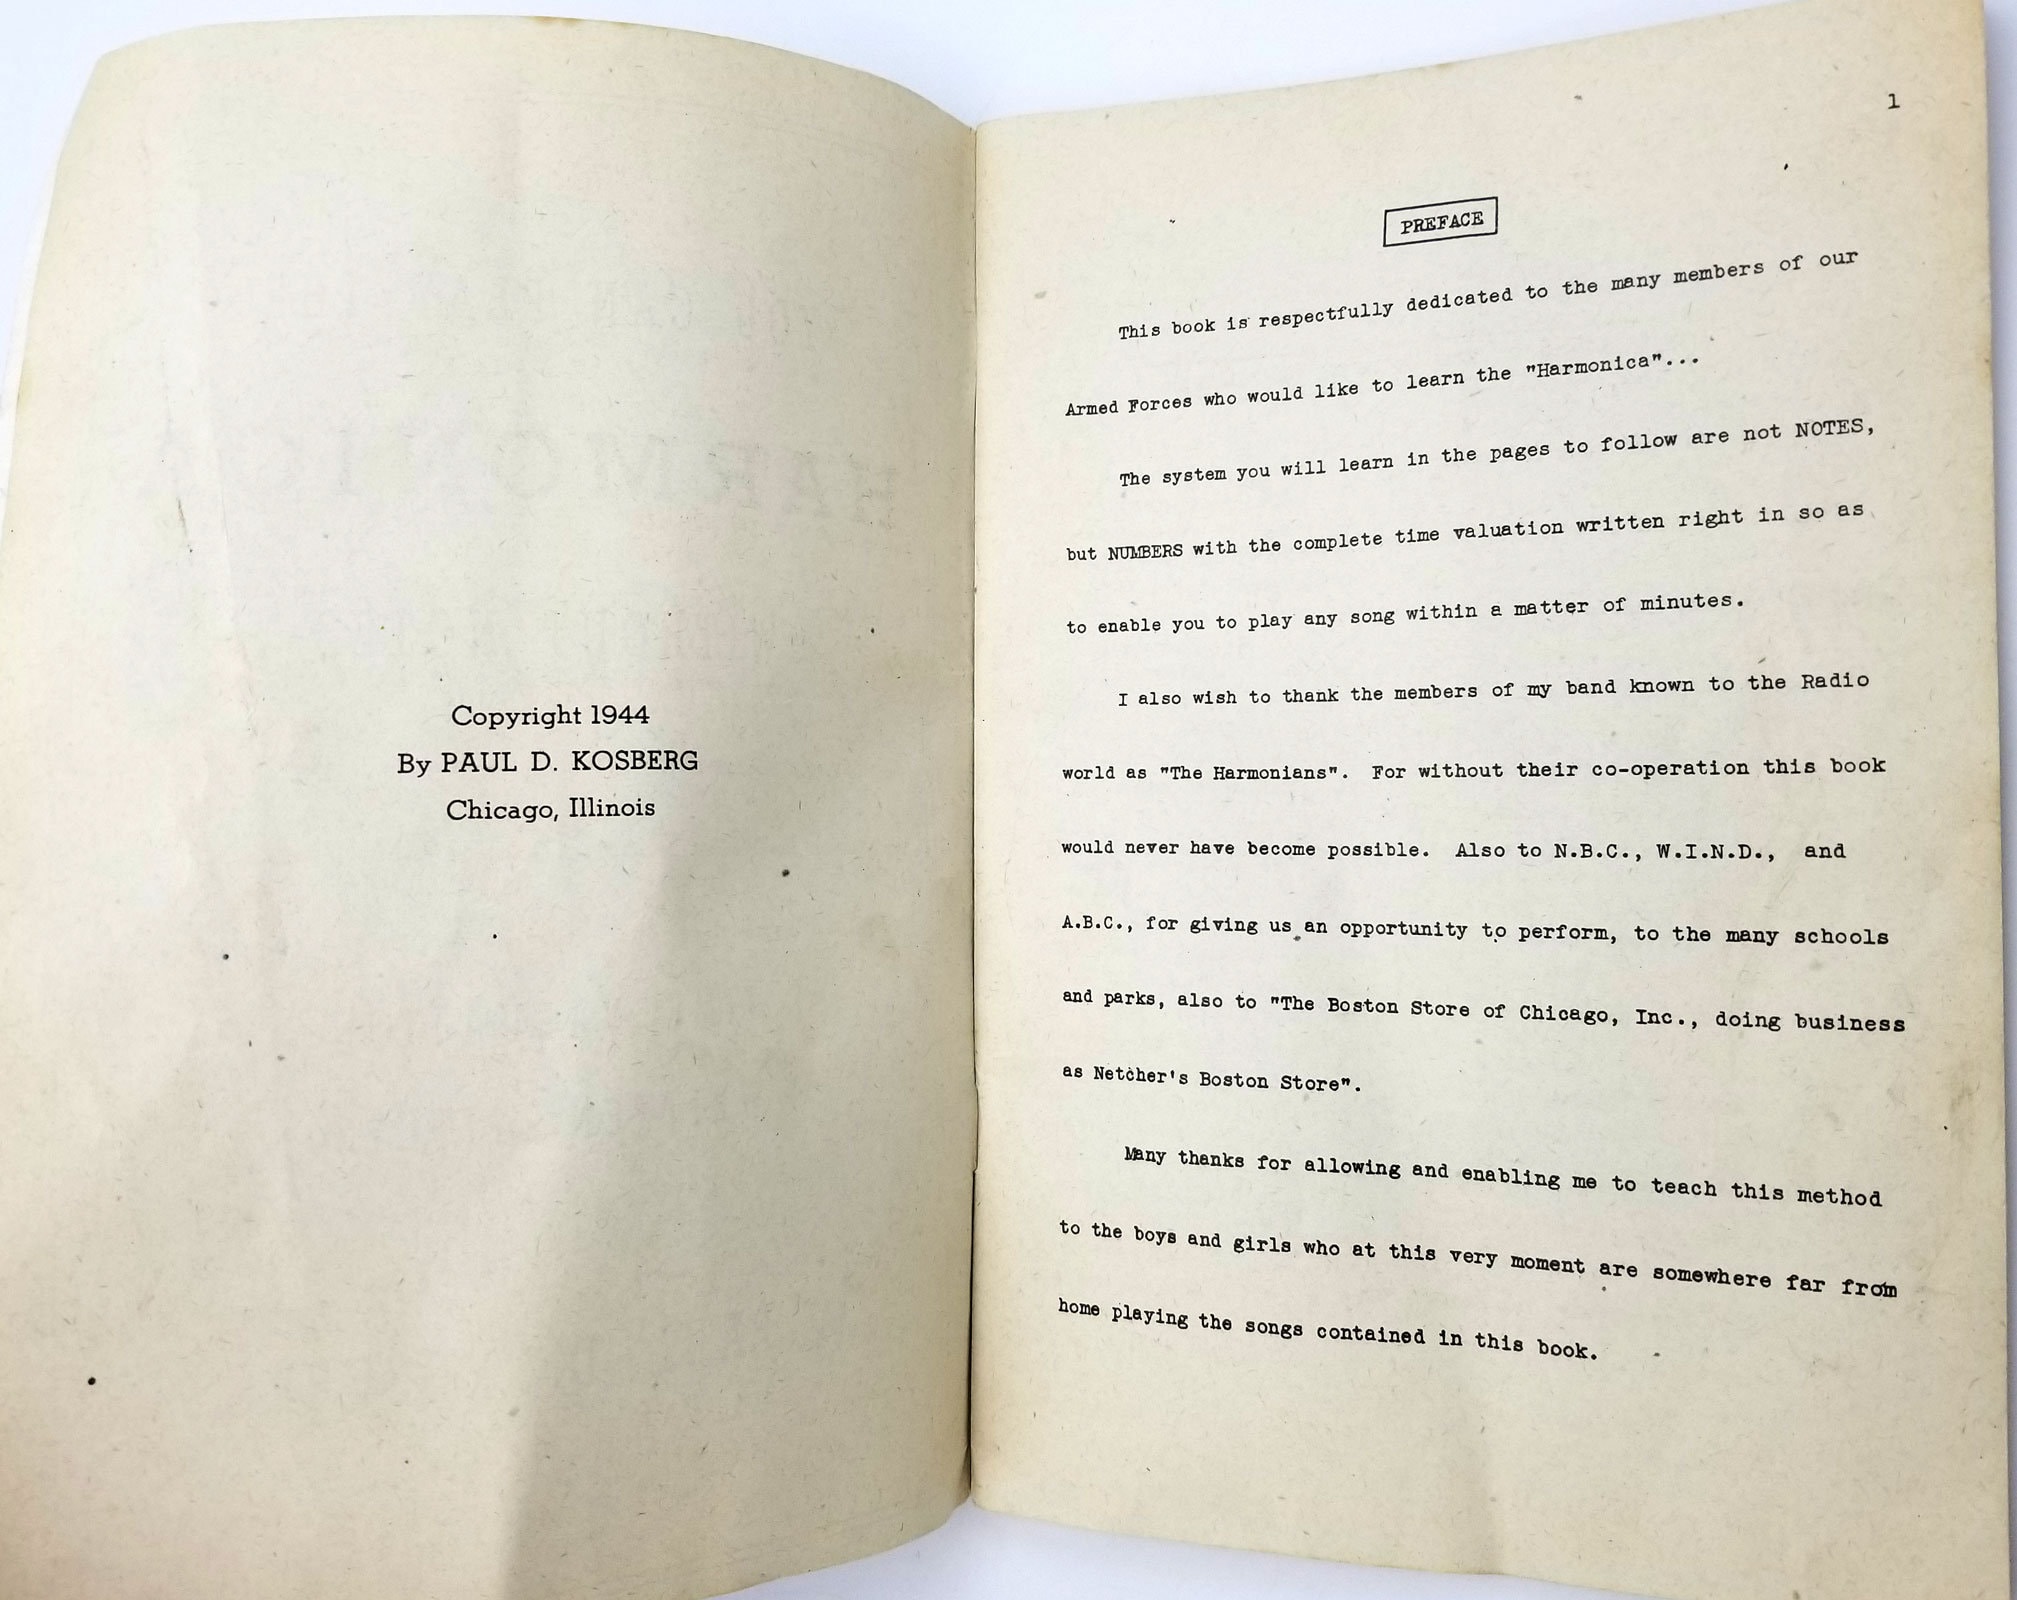 Copyright 1944
By PAUL D. KOSBERG
Chicago, Illinois
1
PREFACE
This book is respectfully dedicated to the many members of our
Armed Forces who would like to learn the "Harmonica"...
The system you will learn in the pages to follow are not NOTES,
but NUMBERS with the complete time valuation written right in so as
to enable you to play any song within a matter of minutes.
I also wish to thank the members of my band known to the Radio
world as "The Harmonians". For without their co-operation this book
would never have become possible. Also to N.B.C., W.I.N.D., and
A.B.C., for giving us an opportunity to perform, to the many schools
and parks, also to "The Boston Store of Chicago, Inc., doing business
as Netcher's Boston Store".
Many thanks for allowing and enabling me to teach this method
to the boys and girls who at this very moment are somewhere far from
home playing the songs contained in this book.